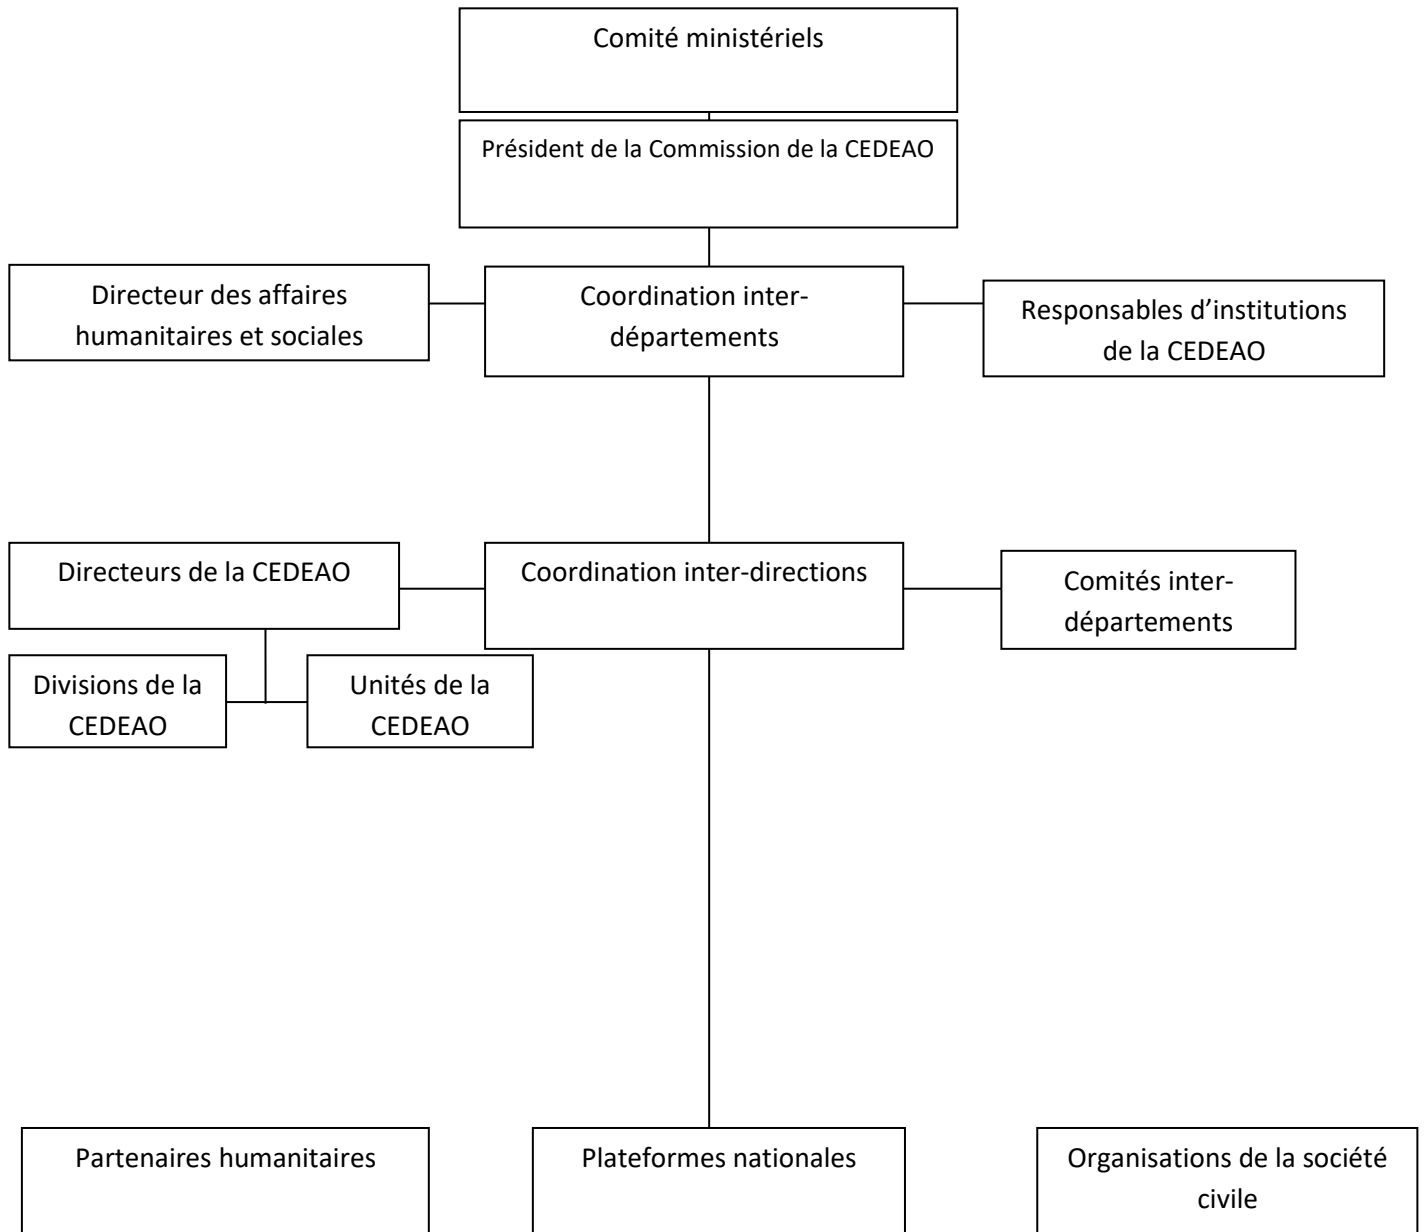 Comité ministériels
Président de la Commission de la CEDEAO
Directeur des affaires
humanitaires et sociales
Coordination inter-
départements
Responsables d’institutions
de la CEDEAO
Directeurs de la CEDEAO
Coordination inter-directions
Comités inter-
départements
Divisions de la
CEDEAO
Unités de la
CEDEAO
Partenaires humanitaires
Plateformes nationales
Organisations de la société
civile